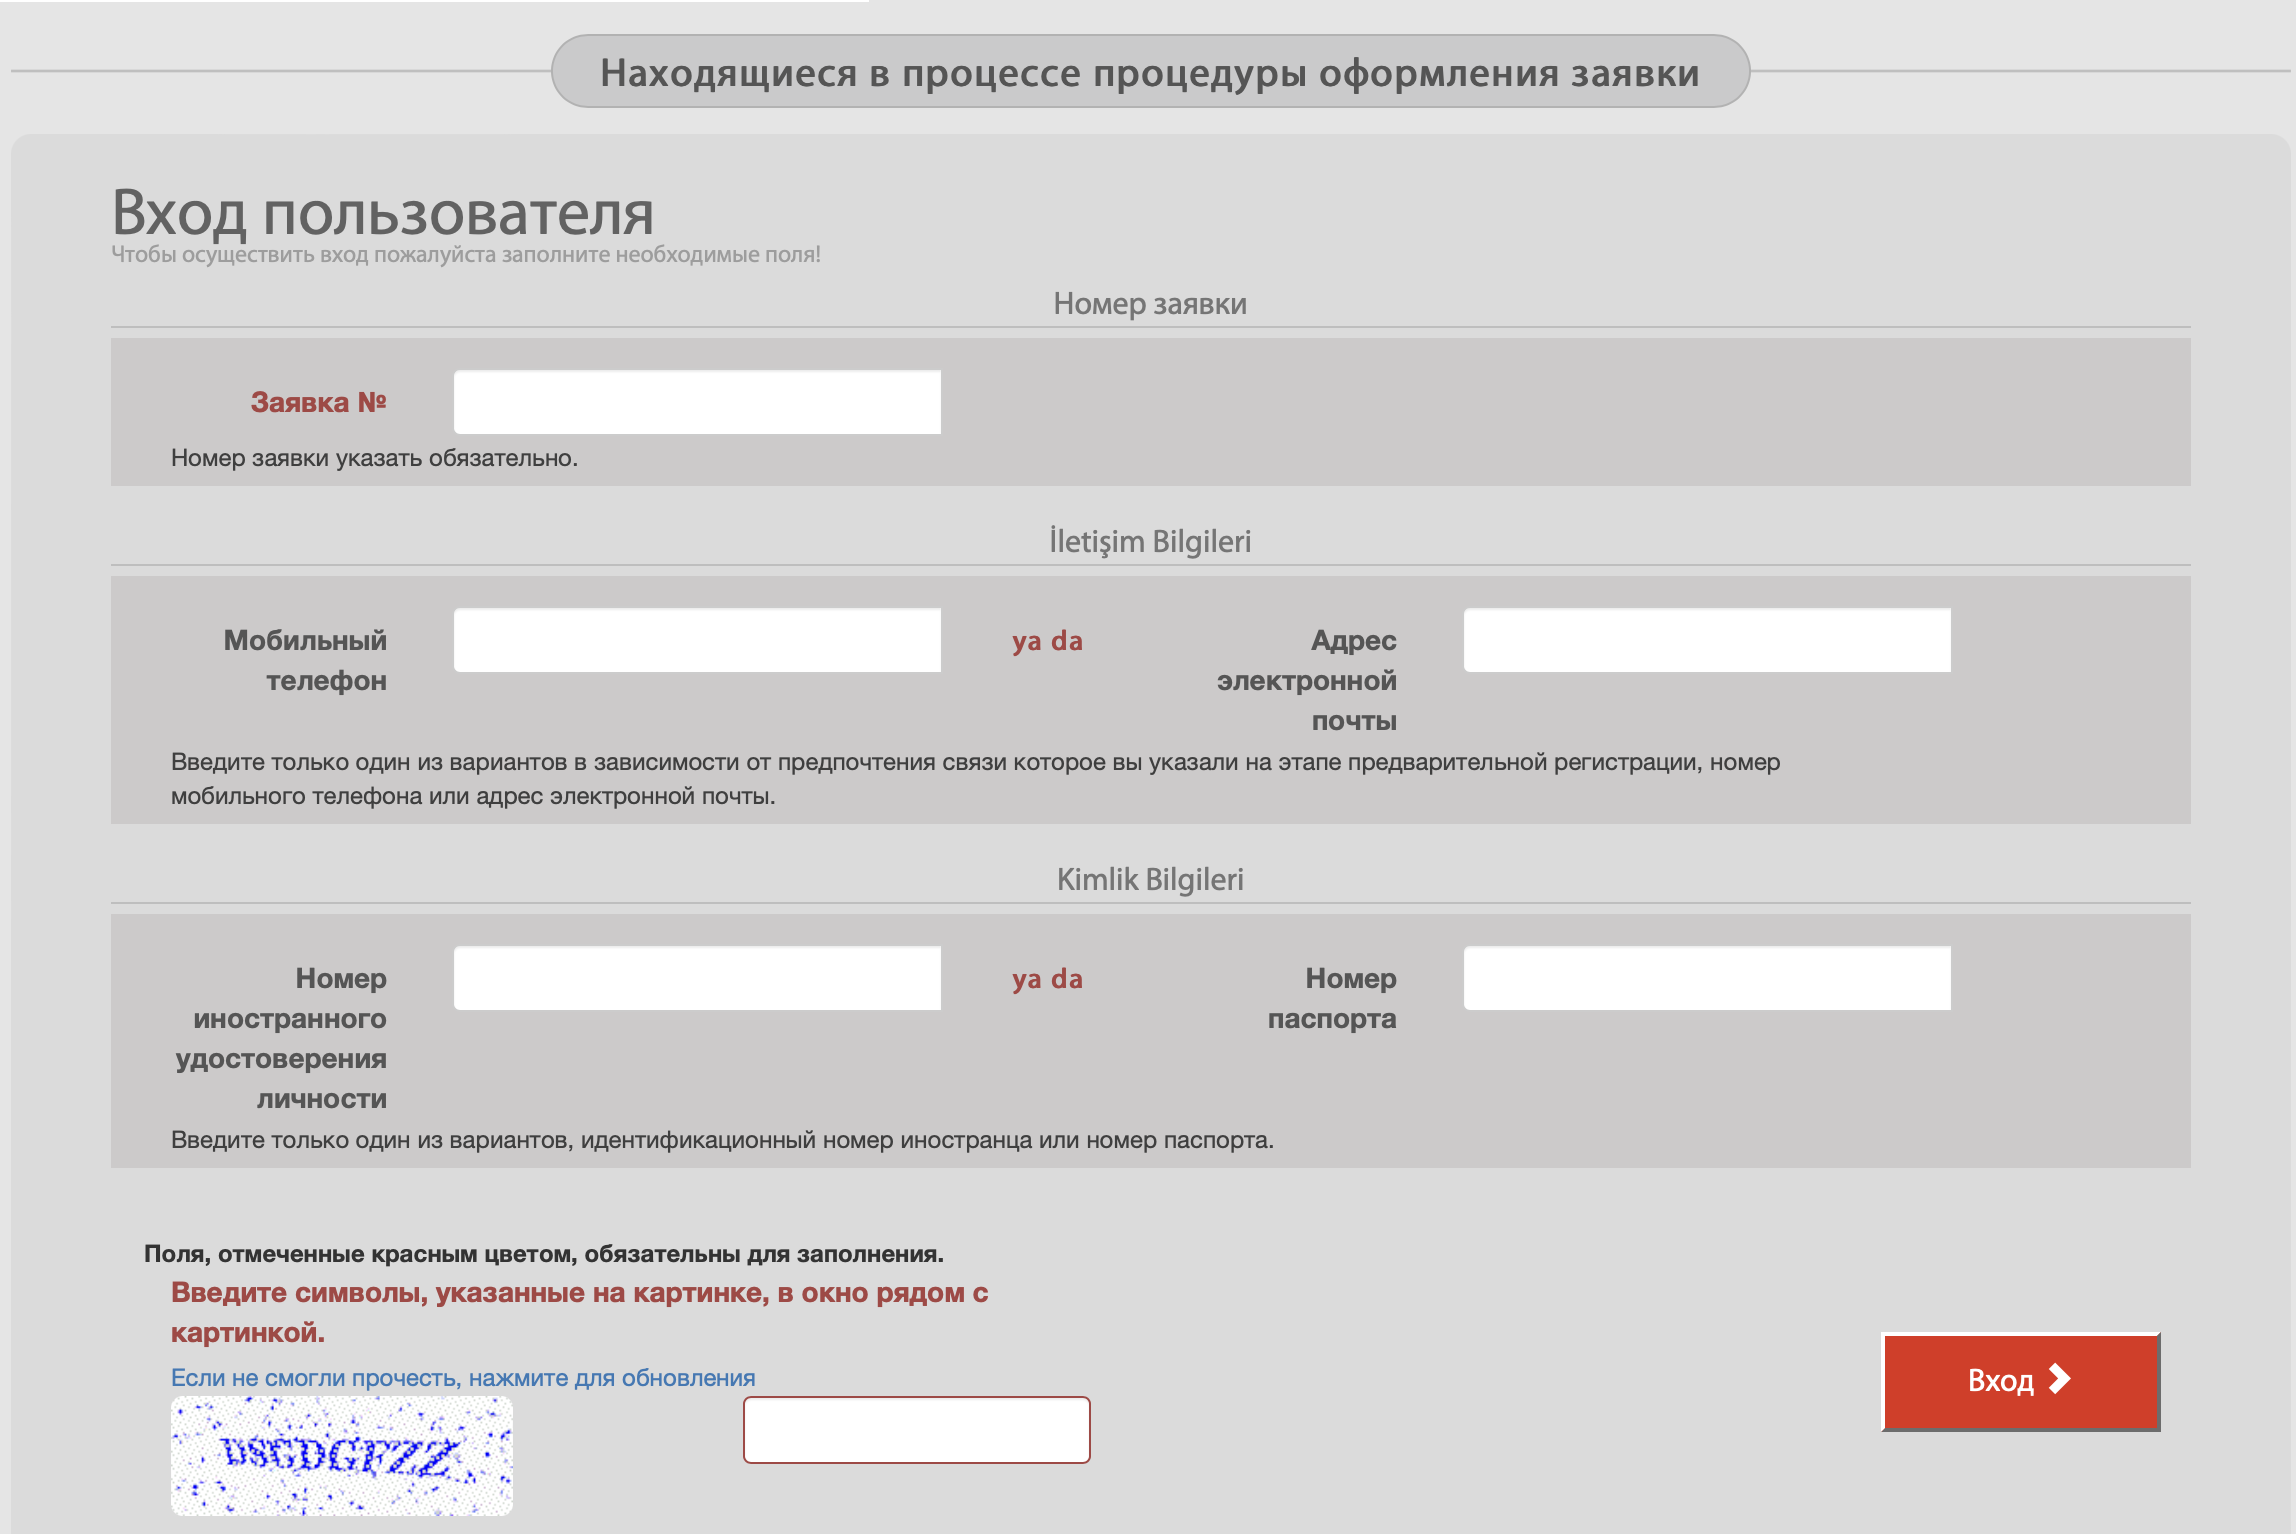 Находящиеся в процессе процедуры оформления заявки
Вход пользователя
Чтобы осуществить вход пожалуйста заполните необходимые поля!
Номер заявки
Заявка №
Номер заявки указать обязательно.
İletişim Bilgileri
Мобильный
телефон
ya da
Адрес
электронной
почты
Введите только один из вариантов в зависимости от предпочтения связи которое вы указали на этапе предварительной регистрации, номер
мобильного телефона или адрес электронной почты.
Kimlik Bilgileri
Номер
иностранного
удостоверения
личности
ya da
Номер
паспорта
Введите только один из вариантов, идентификационный номер иностранца или номер паспорта.
Поля, отмеченные красным цветом, обязательны для заполнения.
Введите символы, указанные на картинке, в окно рядом с
картинкой.
Если не смогли прочесть, нажмите для обновления
Вход